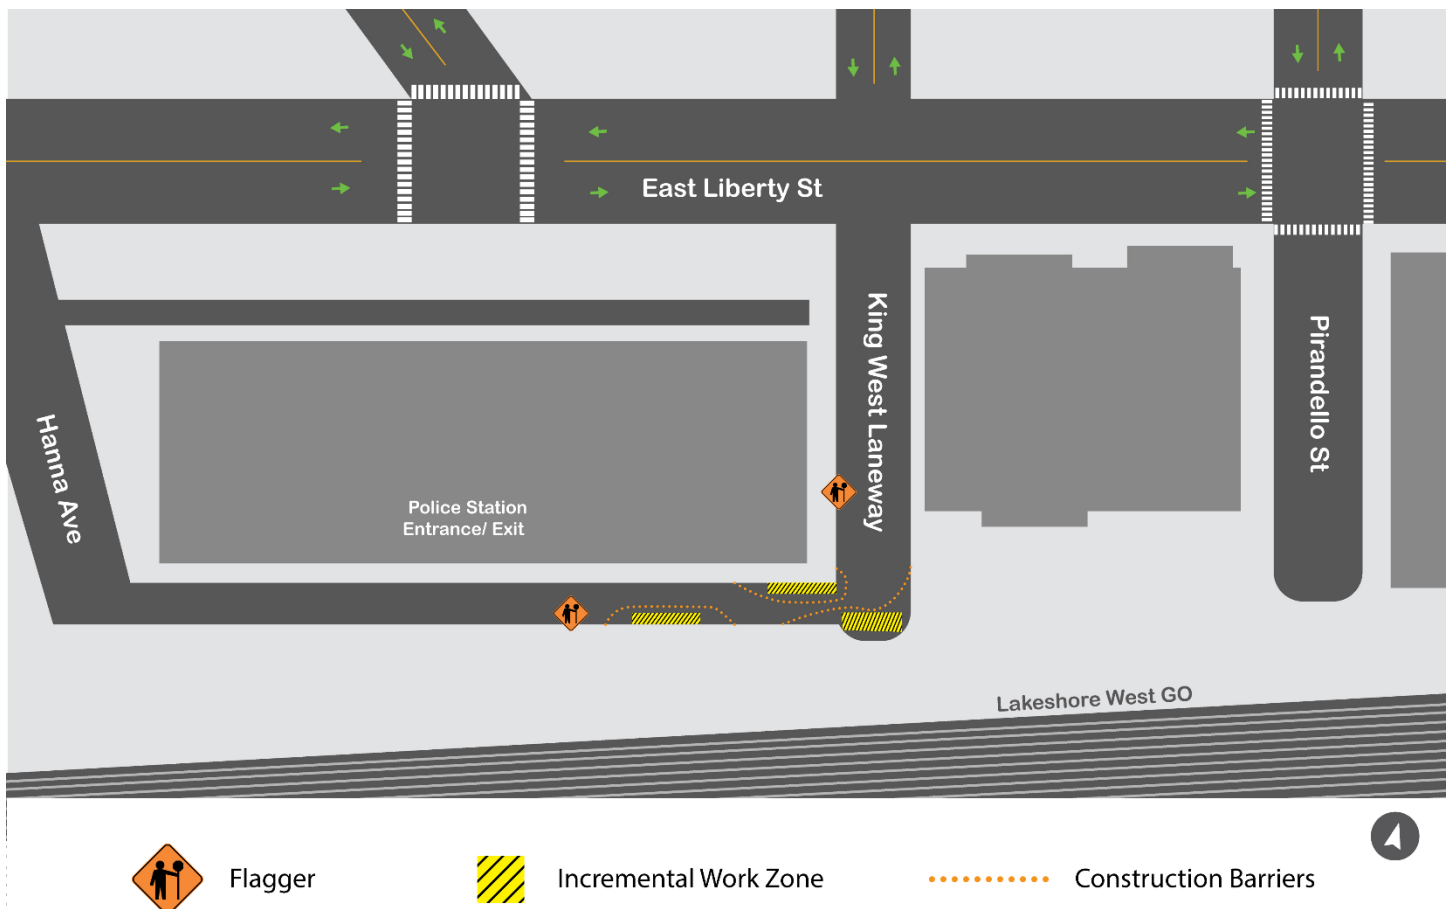 East Liberty St
King West Laneway
Pirandello St
Hanna Ave
Police Station
Entrance/ Exit
Lakeshore West GO
Flagger
Incremental Work Zone
Construction Barriers